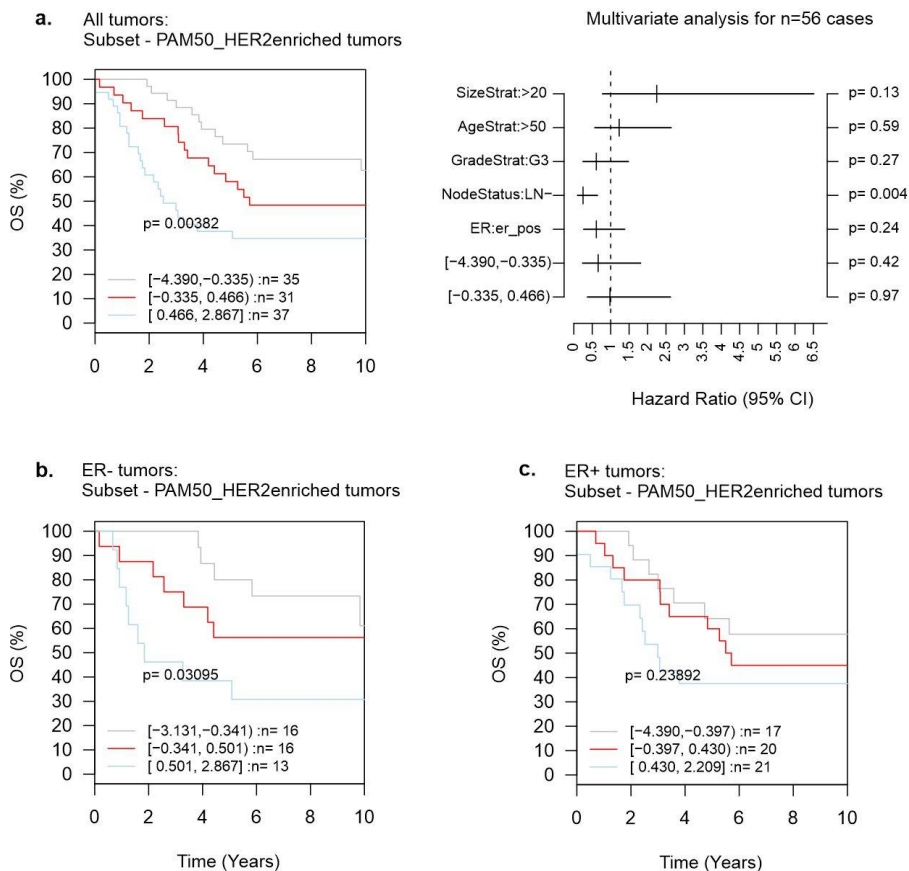 a. All tumors:
Subset - PAM50_HER2enriched tumors
OS (%)
100
90
80
70
60
50
40
30
20
10
0
p= 0.00382
[−4.390,−0.335) :n= 35
[−0.335, 0.466) :n= 31
[ 0.466, 2.867] :n= 37
0 2 4 6 8 10
Multivariate analysis for n=56 cases
SizeStrat:>20 p= 0.13
AgeStrat:>50 p= 0.59
GradeStrat:G3 p= 0.27
NodeStatus:LN− p= 0.004
ER:er_pos p= 0.24
[−4.390,−0.335) p= 0.42
[−0.335, 0.466) p= 0.97
0 0.5 1 1.5 2 2.5 3 3.5 4 4.5 5 5.5 6 6.5
Hazard Ratio (95% CI)
b. ER- tumors:
Subset - PAM50_HER2enriched tumors
OS (%)
100
90
80
70
60
50
40
30
20
10
0
p= 0.03095
[−3.131,−0.341) :n= 16
[−0.341, 0.501) :n= 16
[ 0.501, 2.867] :n= 13
0 2 4 6 8 10
Time (Years)
c. ER+ tumors:
Subset - PAM50_HER2enriched tumors
OS (%)
100
90
80
70
60
50
40
30
20
10
0
p= 0.23892
[−4.390,−0.397) :n= 17
[−0.397, 0.430) :n= 20
[ 0.430, 2.209] :n= 21
0 2 4 6 8 10
Time (Years)